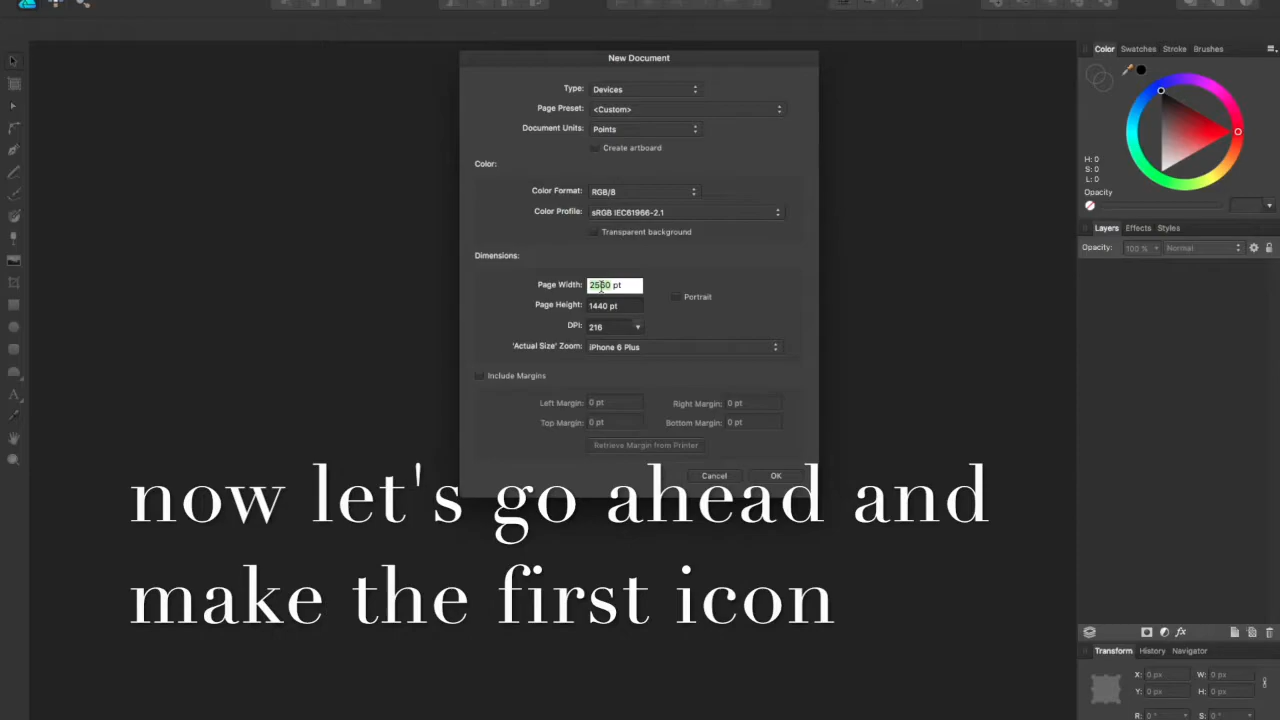 New Document
Type: Devices
Page Preset: <Custom>
Document Units: Points
Create artboard
Color:
Color Format: RGB/8
Color Profile: sRGB IEC61966-2.1
Transparent background
Dimensions:
Page Width: 2560 pt
Portrait
Page Height: 1440 pt
DPI: 216
'Actual Size' Zoom: iPhone 6 Plus
Include Margins
Left Margin: 0 pt Right Margin: 0 pt
Top Margin: 0 pt Bottom Margin: 0 pt
Retrieve Margin from Printer
Cancel OK
now let's go ahead and
make the first icon
Color Swatches Stroke Brushes
H: 0
S: 0
L: 0
Opacity
Layers Effects Styles
Opacity: 100 % Normal
fx
Transform History Navigator
X: 0 px W: 0 px
Y: 0 px H: 0 px
R: 0 ° S: 0 °